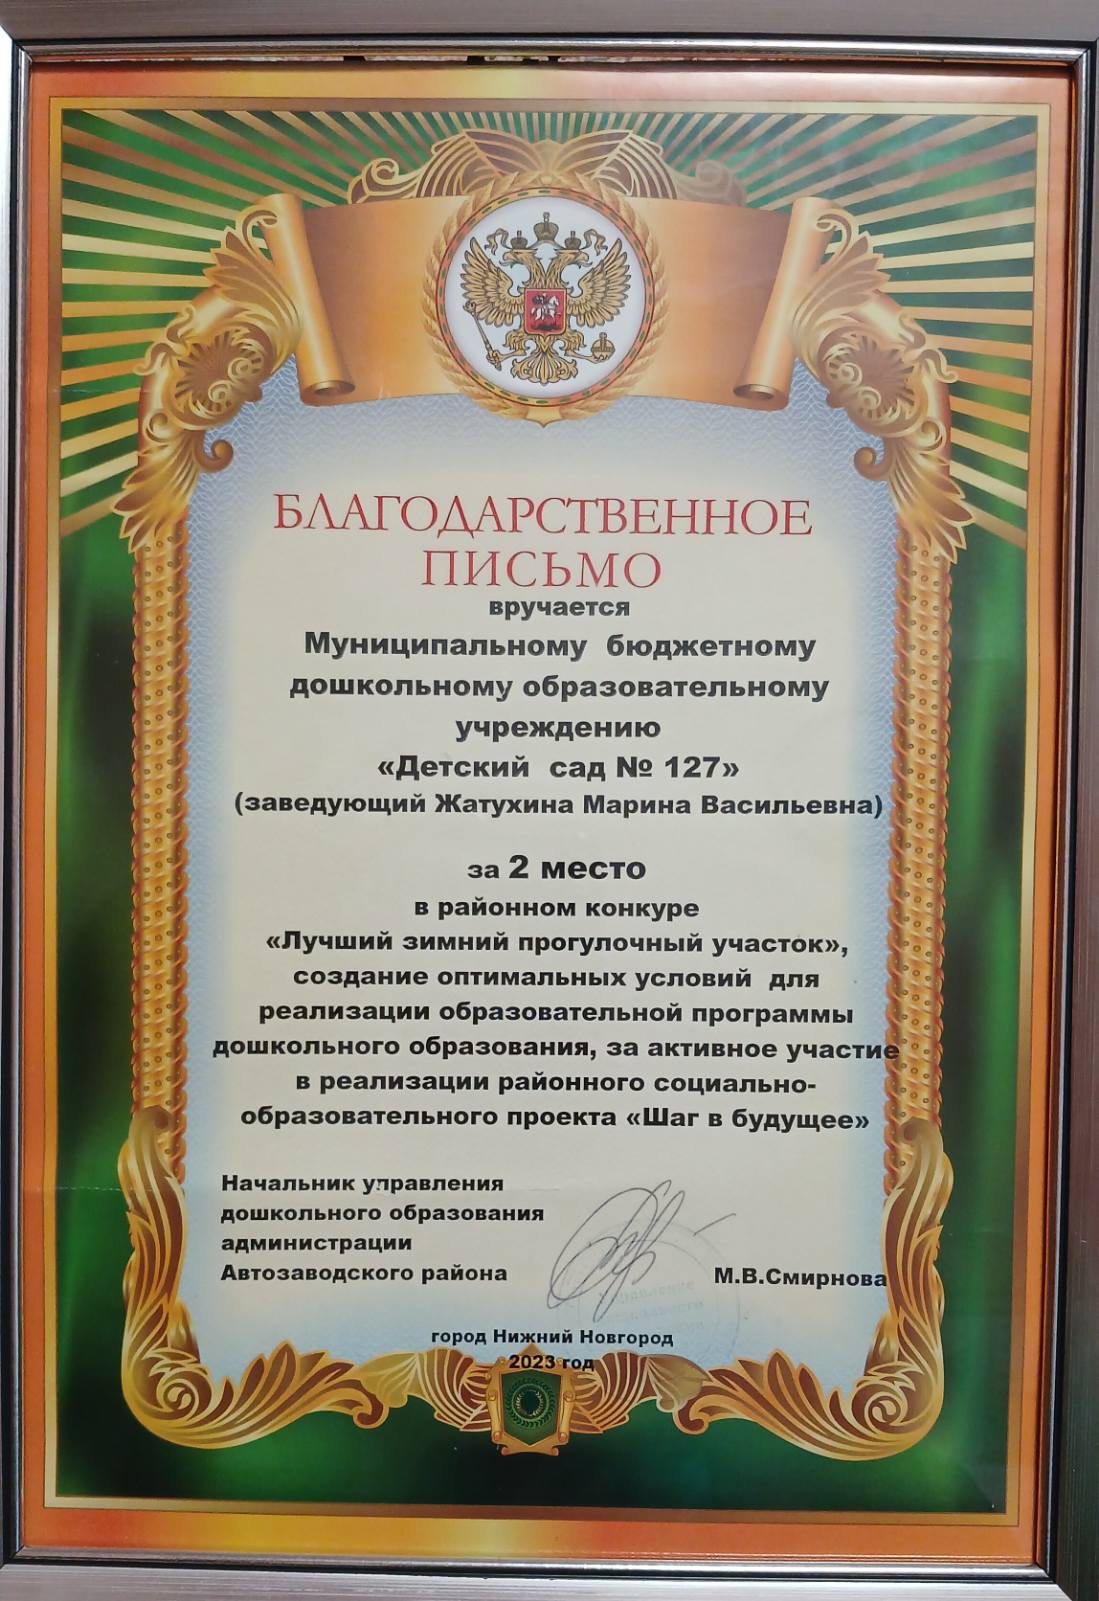 БЛАГОДАРСТВЕННОЕ
ПИСЬМО
вручается
Муниципальному бюджетному
дошкольному образовательному
учреждению
«Детский сад № 127»
(заведующий Жатухина Марина Васильевна)
за 2 место
в районном конкуре
«Лучший зимний прогулочный участок»,
создание оптимальных условий для
реализации образовательной программы
дошкольного образования, за активное участие
в реализации районного социально-
образовательного проекта «Шаг в будущее»
Начальник управления
дошкольного образования
администрации
Автозаводского района
М.В.Смирнова
город Нижний Новгород
2023 год